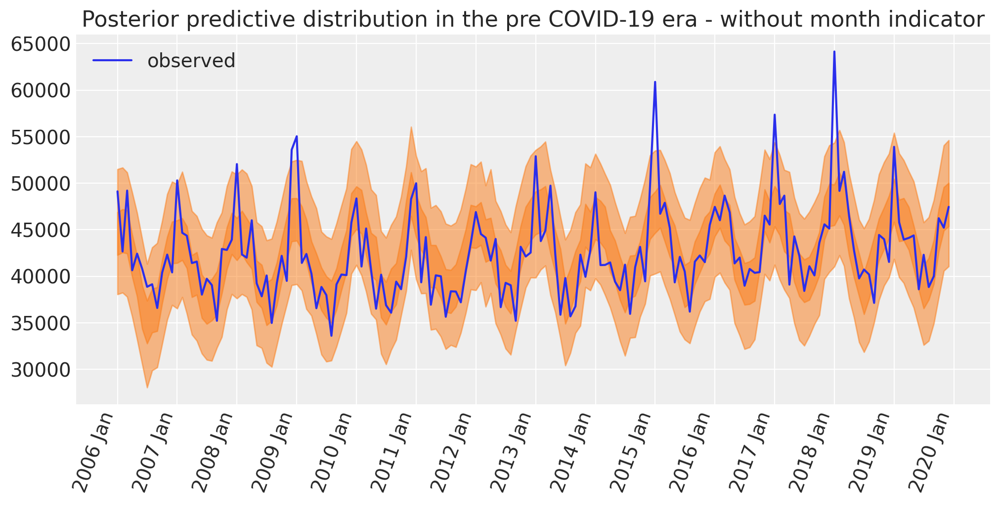 Posterior predictive distribution in the pre COVID-19 era - without month indicator
65000
60000
55000
50000
45000
40000
35000
30000
observed
2006 Jan
2007 Jan
2008 Jan
2009 Jan
2010 Jan
2011 Jan
2012 Jan
2013 Jan
2014 Jan
2015 Jan
2016 Jan
2017 Jan
2018 Jan
2019 Jan
2020 Jan